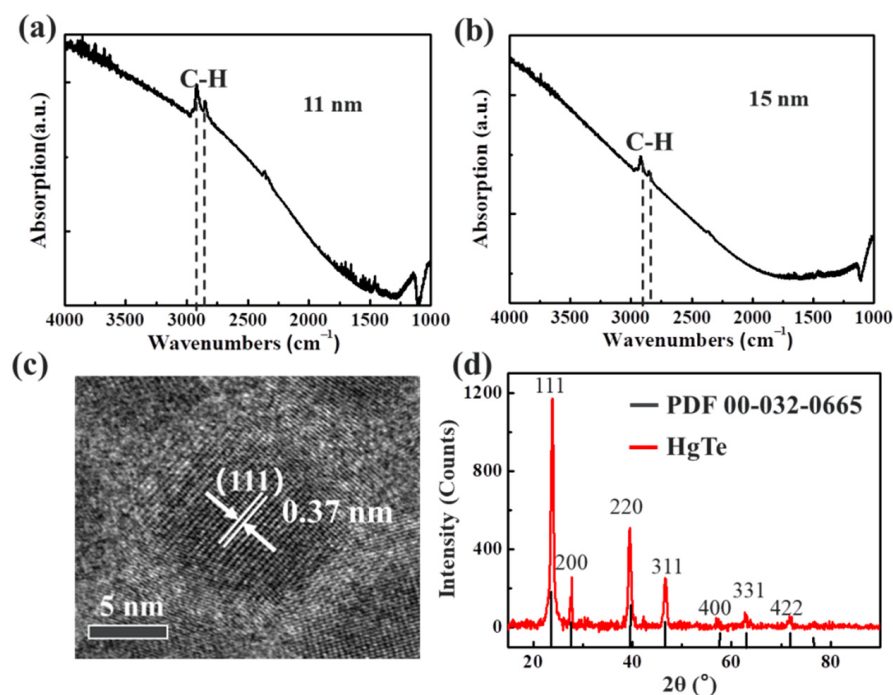 (a)
C-H
11 nm
Absorption(a.u.)
4000 3500 3000 2500 2000 1500 1000
Wavenumbers (cm⁻¹)
(b)
C-H
15 nm
Absorption (a.u.)
4000 3500 3000 2500 2000 1500 1000
Wavenumbers (cm⁻¹)
(c)
(111)
0.37 nm
5 nm
(d)
111
1200
PDF 00-032-0665
HgTe
800
220
400
200
311
331
400
422
0
Intensity (Counts)
20 40 60 80
2θ (°)